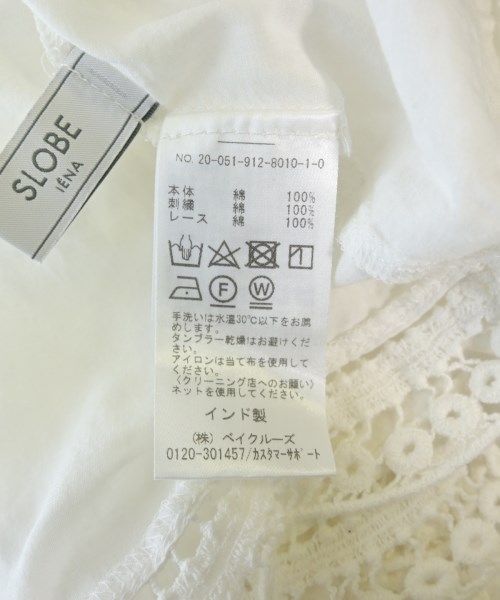 SLOBE
IÉNA
NO. 20-051-912-8010-1-0
本体 綿 100%
刺繍 綿 100%
レース 綿 100%
F W
手洗いは水温30℃以下をお薦
めします。
タンブラー乾燥はお避けくださ
い。
アイロンは当て布を使用して
ください。
〈クリーニング店へのお願い〉
ネットを使用してください。
インド製
(株) ベイクルーズ
0120-301457/カスタマーサポート